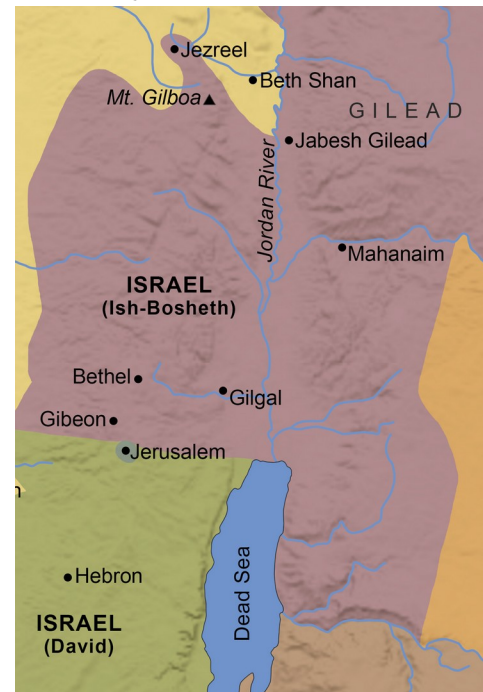 Jezreel
Beth Shan
Mt. Gilboa
GILEAD
Jabesh Gilead
Jordan River
Mahanaim
ISRAEL
(Ish-Bosheth)
Bethel
Gilgal
Gibeon
Jerusalem
Hebron
Dead Sea
ISRAEL
(David)